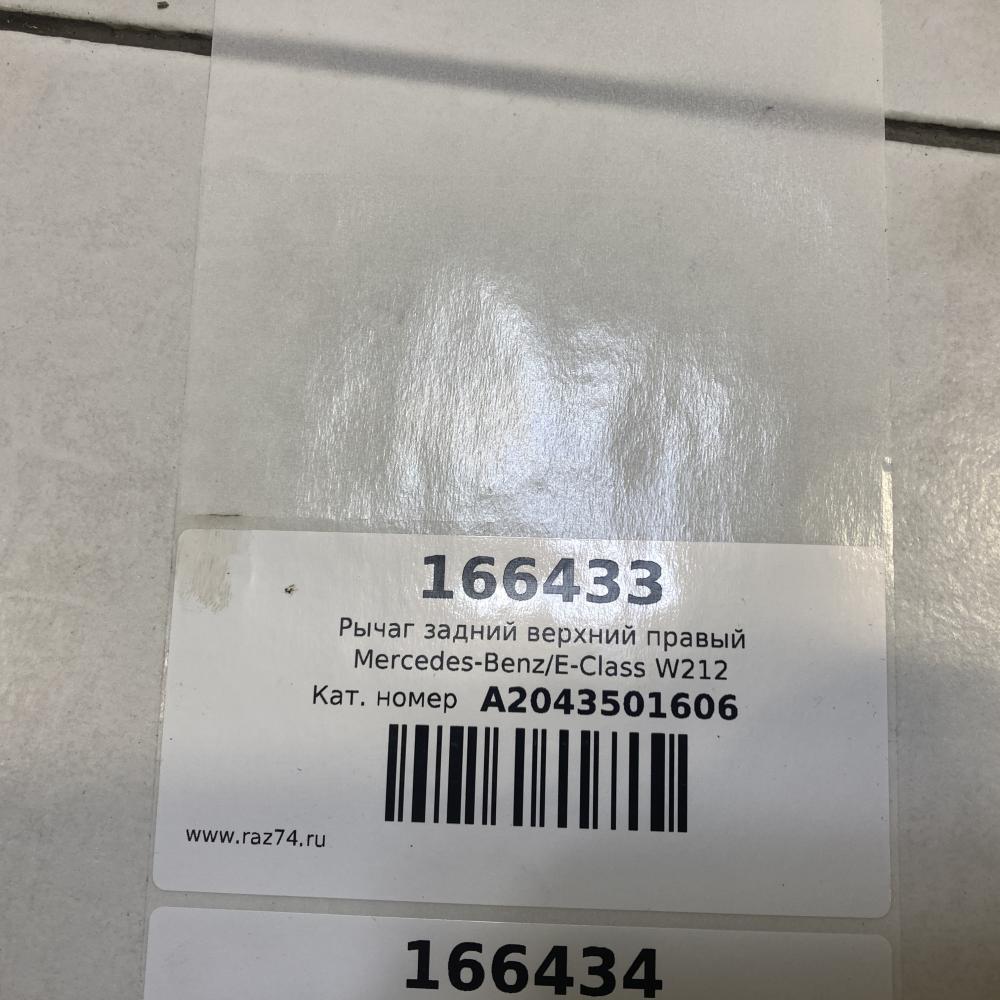 166433
Рычаг задний верхний правый
Mercedes-Benz/E-Class W212
Кат. номер A2043501606
www.raz74.ru
166434